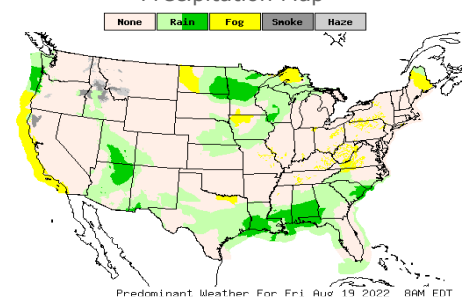 Precipitation Map
None Rain Fog Smoke Haze
Predominant Weather For Fri Aug 19 2022 8AM EDT